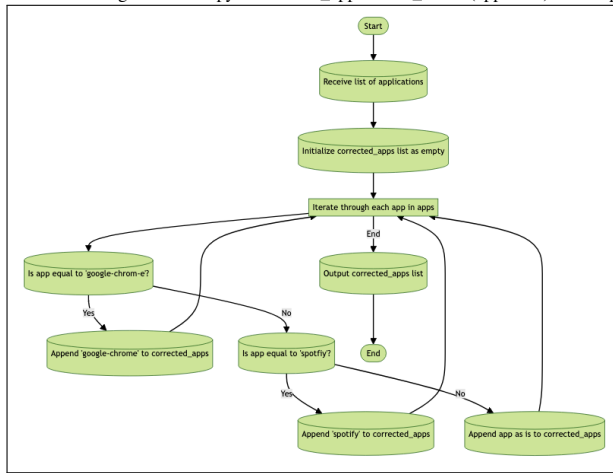 Start
Receive list of applications
Initialize corrected_apps list as empty
Iterate through each app in apps
End
Is app equal to 'google-chrom-e'?
Output corrected_apps list
Yes
No
Append 'google-chrome' to corrected_apps
Is app equal to 'spotfiy'?
End
Yes
No
Append 'spotify' to corrected_apps
Append app as is to corrected_apps